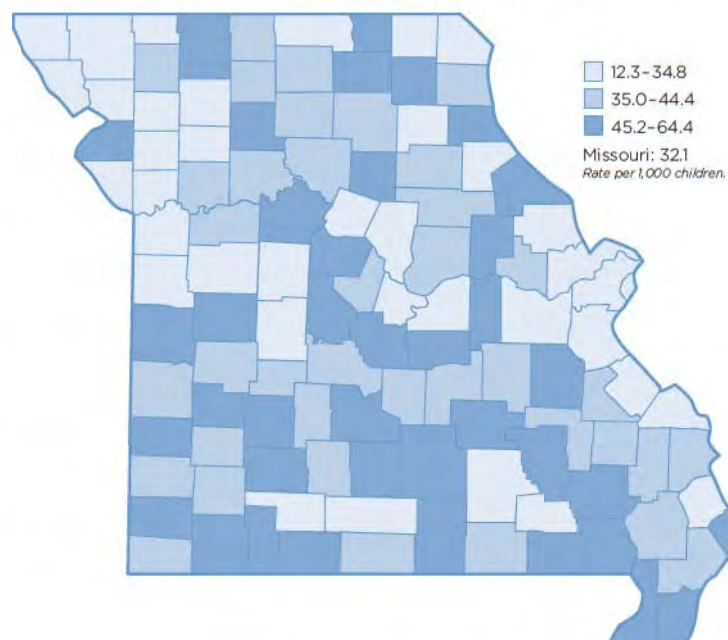 12.3–34.8
35.0–44.4
45.2–64.4
Missouri: 32.1
Rate per 1,000 children.